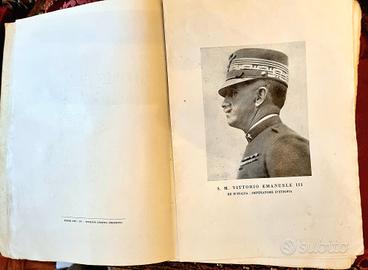 S. M. VITTORIO EMANUELE III
RE D'ITALIA - IMPERATORE D'ETIOPIA
subito